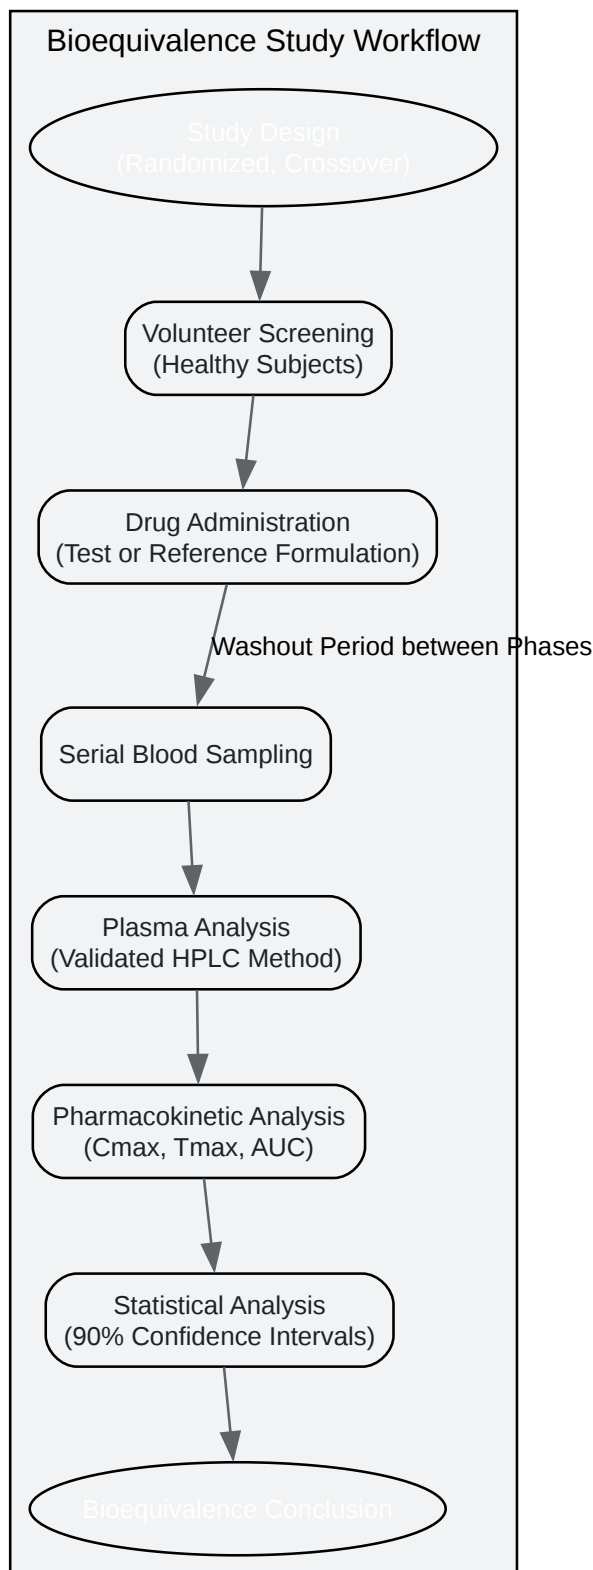 Bioequivalence Study Workflow
Study Design
(Randomized, Crossover)
Volunteer Screening
(Healthy Subjects)
Drug Administration
(Test or Reference Formulation)
Washout Period between Phases
Serial Blood Sampling
Plasma Analysis
(Validated HPLC Method)
Pharmacokinetic Analysis
(Cmax, Tmax, AUC)
Statistical Analysis
(90% Confidence Intervals)
Bioequivalence Conclusion